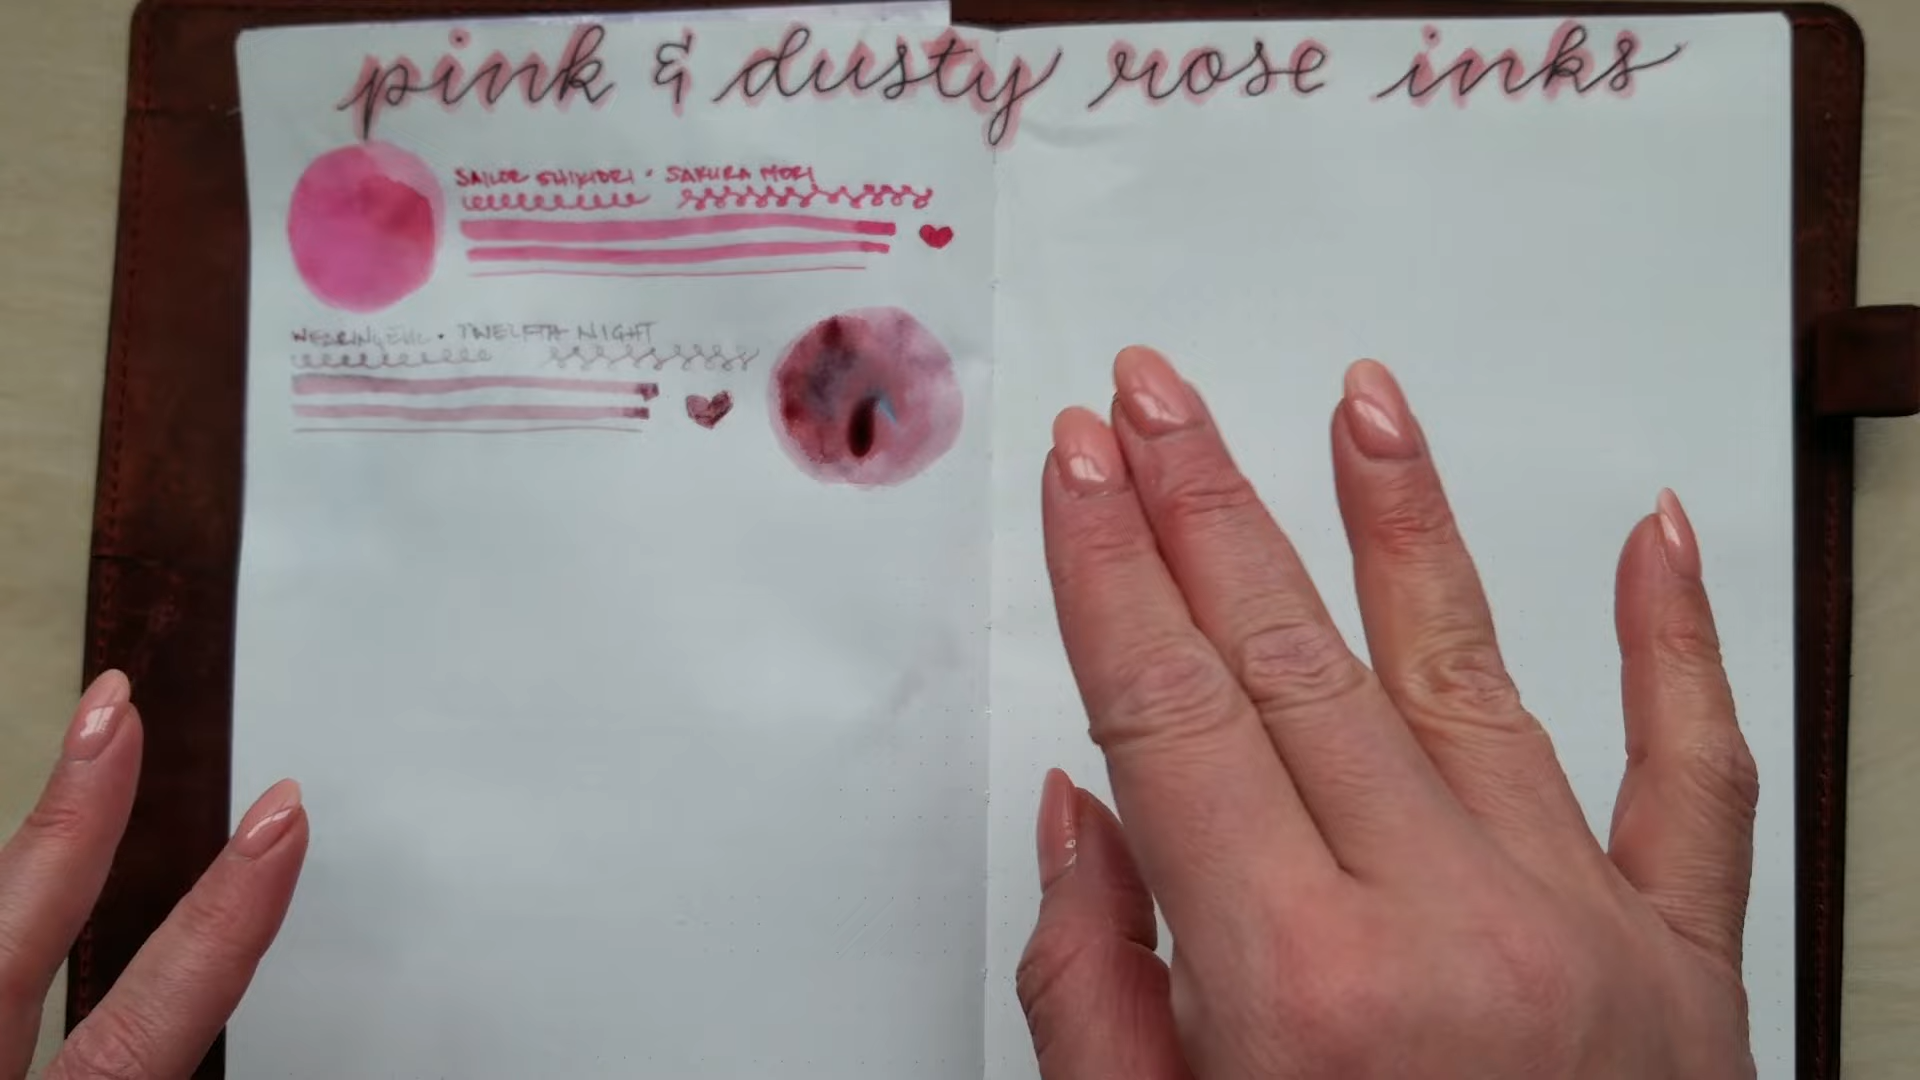 pink & dusty rose inks
SAILOR SHIKIORI · SAKURA MORI
WEARINGEUL · TWELFTH NIGHT